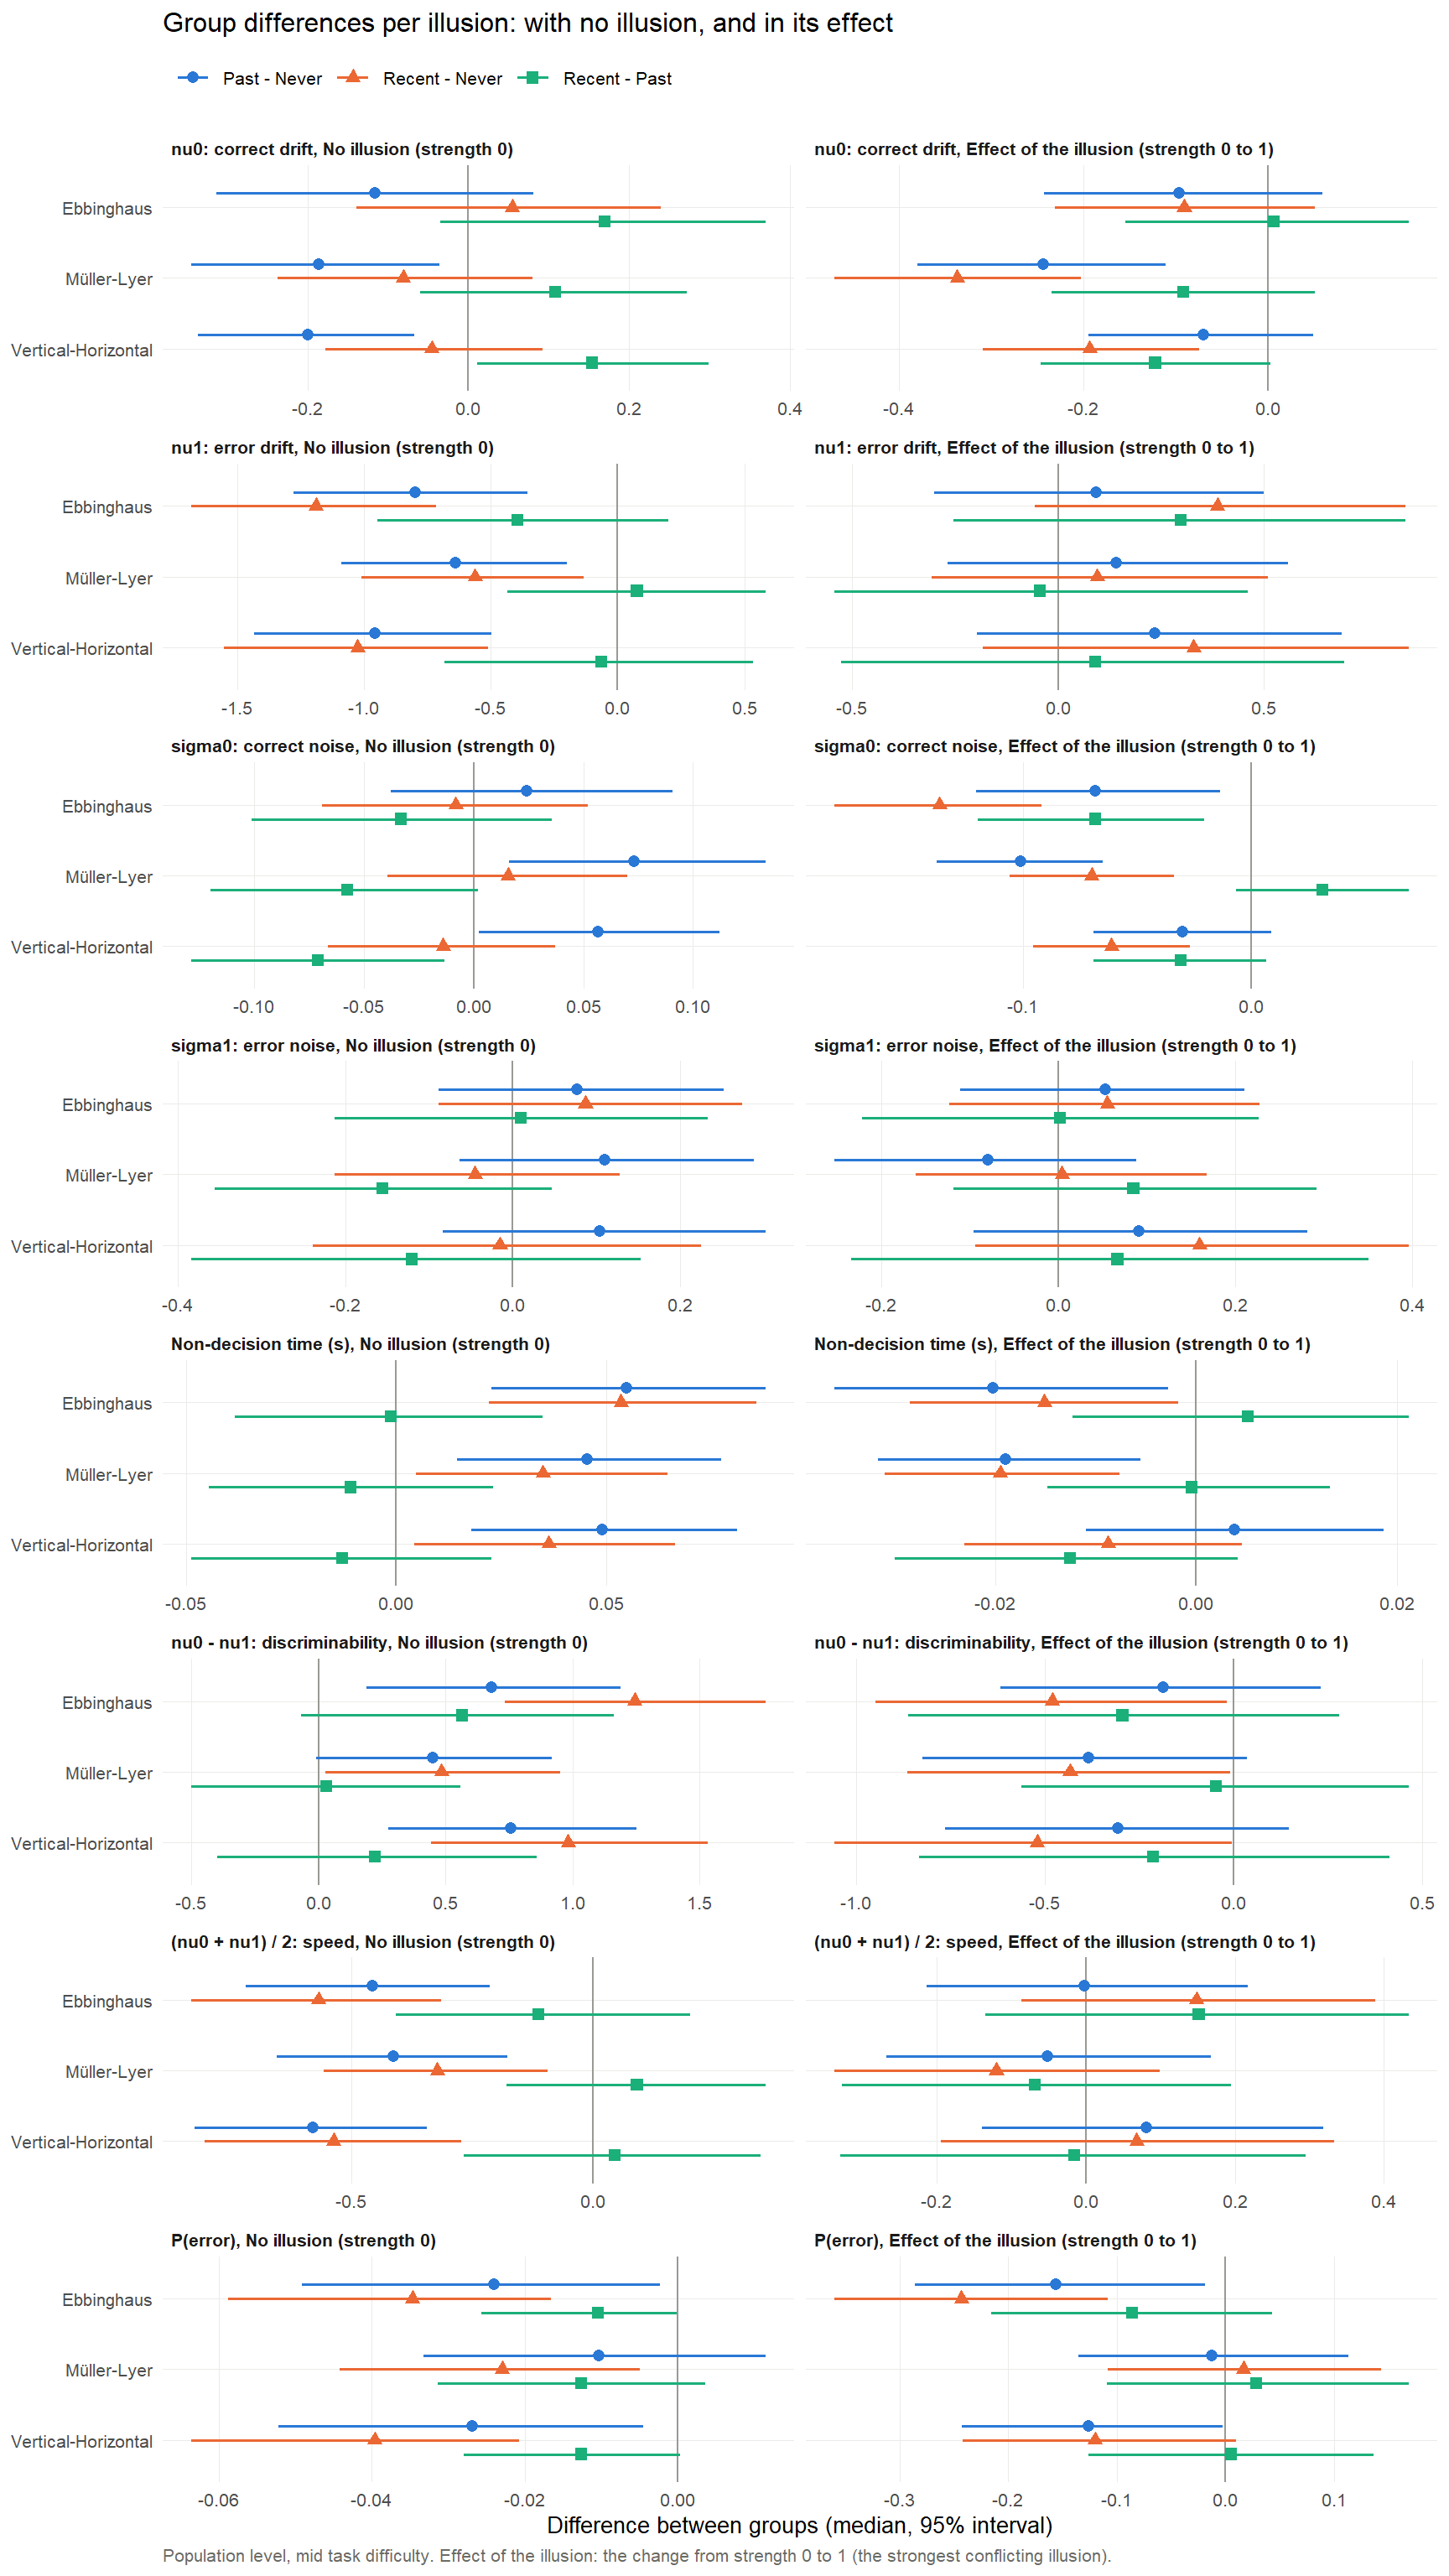 Group differences per illusion: with no illusion, and in its effect
Past - Never Recent - Never Recent - Past
nu0: correct drift, No illusion (strength 0)
Ebbinghaus
Müller-Lyer
Vertical-Horizontal
-0.2 0.0 0.2 0.4
nu0: correct drift, Effect of the illusion (strength 0 to 1)
-0.4 -0.2 0.0
nu1: error drift, No illusion (strength 0)
Ebbinghaus
Müller-Lyer
Vertical-Horizontal
-1.5 -1.0 -0.5 0.0 0.5
nu1: error drift, Effect of the illusion (strength 0 to 1)
-0.5 0.0 0.5
sigma0: correct noise, No illusion (strength 0)
Ebbinghaus
Müller-Lyer
Vertical-Horizontal
-0.10 -0.05 0.00 0.05 0.10
sigma0: correct noise, Effect of the illusion (strength 0 to 1)
-0.1 0.0
sigma1: error noise, No illusion (strength 0)
Ebbinghaus
Müller-Lyer
Vertical-Horizontal
-0.4 -0.2 0.0 0.2
sigma1: error noise, Effect of the illusion (strength 0 to 1)
-0.2 0.0 0.2 0.4
Non-decision time (s), No illusion (strength 0)
Ebbinghaus
Müller-Lyer
Vertical-Horizontal
-0.05 0.00 0.05
Non-decision time (s), Effect of the illusion (strength 0 to 1)
-0.02 0.00 0.02
nu0 - nu1: discriminability, No illusion (strength 0)
Ebbinghaus
Müller-Lyer
Vertical-Horizontal
-0.5 0.0 0.5 1.0 1.5
nu0 - nu1: discriminability, Effect of the illusion (strength 0 to 1)
-1.0 -0.5 0.0 0.5
(nu0 + nu1) / 2: speed, No illusion (strength 0)
Ebbinghaus
Müller-Lyer
Vertical-Horizontal
-0.5 0.0
(nu0 + nu1) / 2: speed, Effect of the illusion (strength 0 to 1)
-0.2 0.0 0.2 0.4
P(error), No illusion (strength 0)
Ebbinghaus
Müller-Lyer
Vertical-Horizontal
-0.06 -0.04 -0.02 0.00
P(error), Effect of the illusion (strength 0 to 1)
-0.3 -0.2 -0.1 0.0 0.1
Difference between groups (median, 95% interval)
Population level, mid task difficulty. Effect of the illusion: the change from strength 0 to 1 (the strongest conflicting illusion).